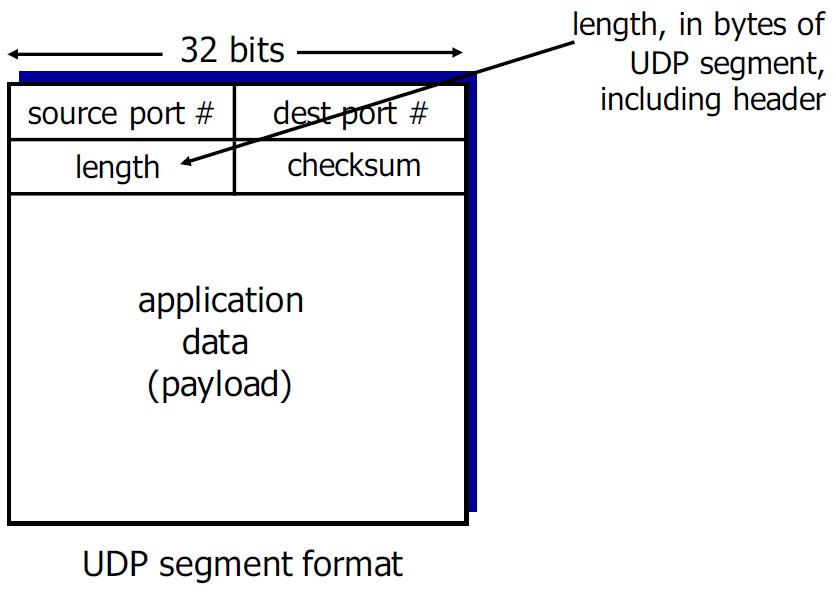 32 bits
length, in bytes of
UDP segment,
including header
source port #
dest port #
length
checksum
application
data
(payload)
UDP segment format